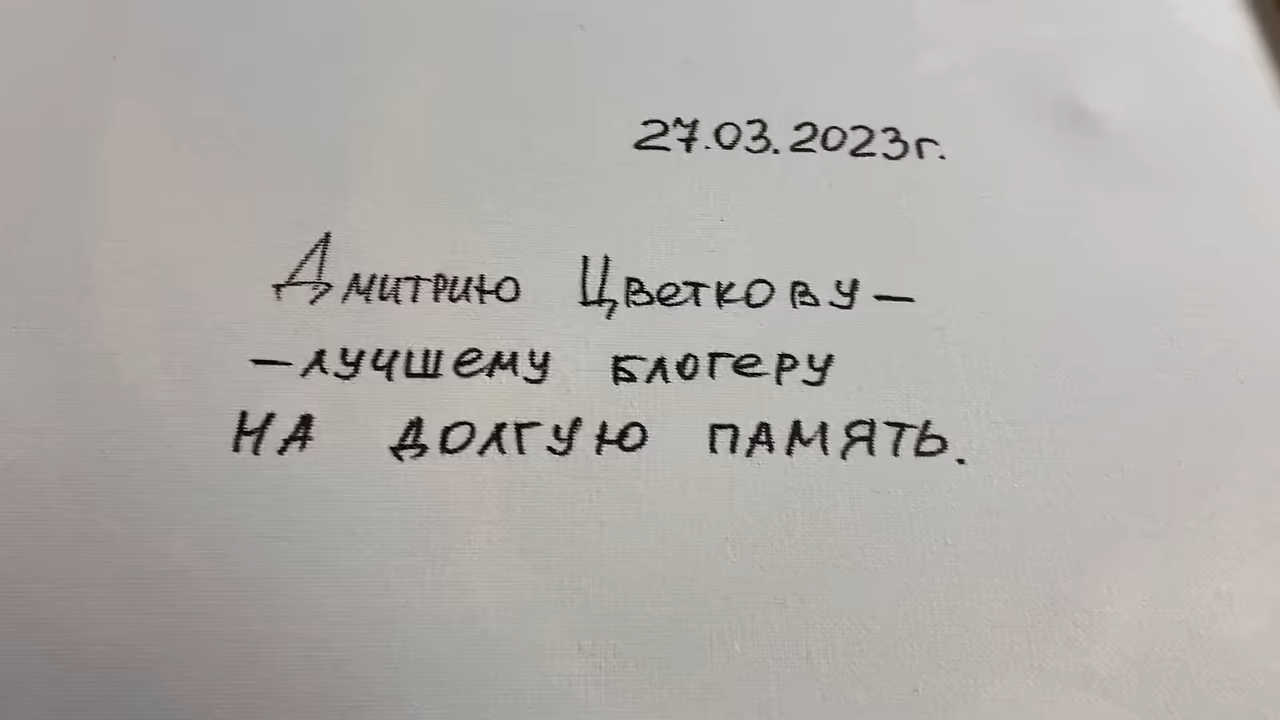 27.03.2023г.
Дмитрию Цветкову –
– лучшему блогеру
НА ДОЛГУЮ ПАМЯТЬ.